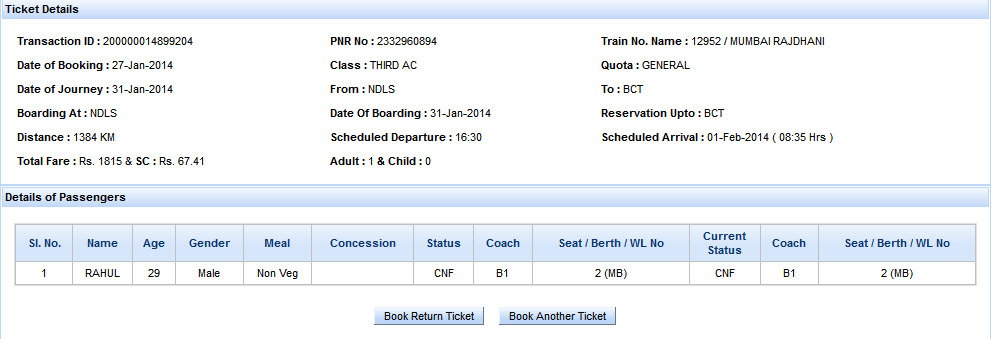 Ticket Details
Transaction ID : 200000014899204 PNR No : 2332960894 Train No. Name : 12952 / MUMBAI RAJDHANI
Date of Booking : 27-Jan-2014 Class : THIRD AC Quota : GENERAL
Date of Journey : 31-Jan-2014 From : NDLS To : BCT
Boarding At : NDLS Date Of Boarding : 31-Jan-2014 Reservation Upto : BCT
Distance : 1384 KM Scheduled Departure : 16:30 Scheduled Arrival : 01-Feb-2014 ( 08:35 Hrs )
Total Fare : Rs. 1815 & SC : Rs. 67.41 Adult : 1 & Child : 0
Details of Passengers
Sl. No. Name Age Gender Meal Concession Status Coach Seat / Berth / WL No Current Status Coach Seat / Berth / WL No
1 RAHUL 29 Male Non Veg CNF B1 2 (MB) CNF B1 2 (MB)
Book Return Ticket Book Another Ticket